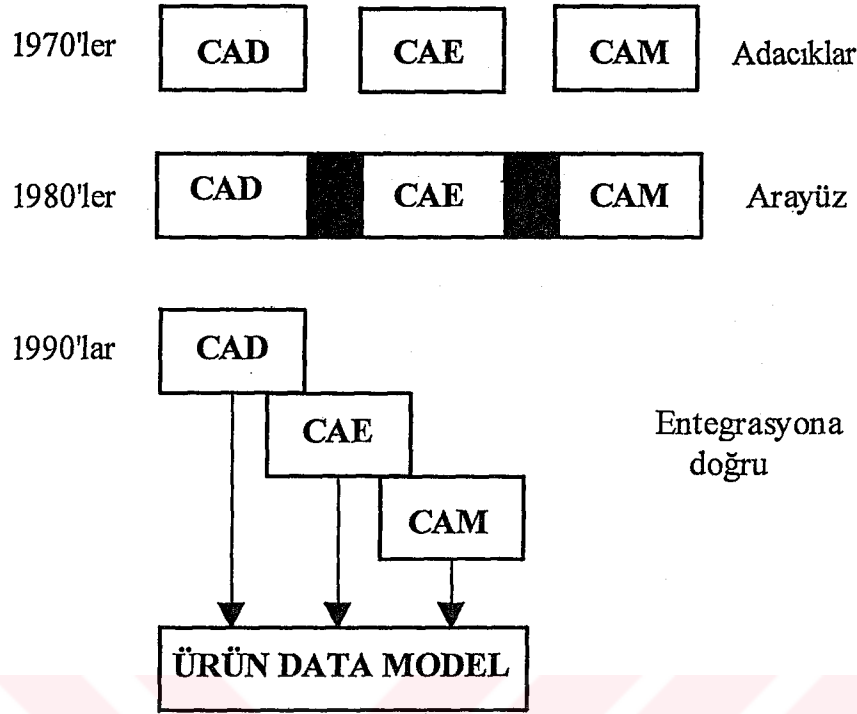 1970'ler CAD CAE CAM Adacıklar
1980'ler CAD CAE CAM Arayüz
1990'lar CAD
CAE
Entegrasyona
doğru
CAM
ÜRÜN DATA MODEL